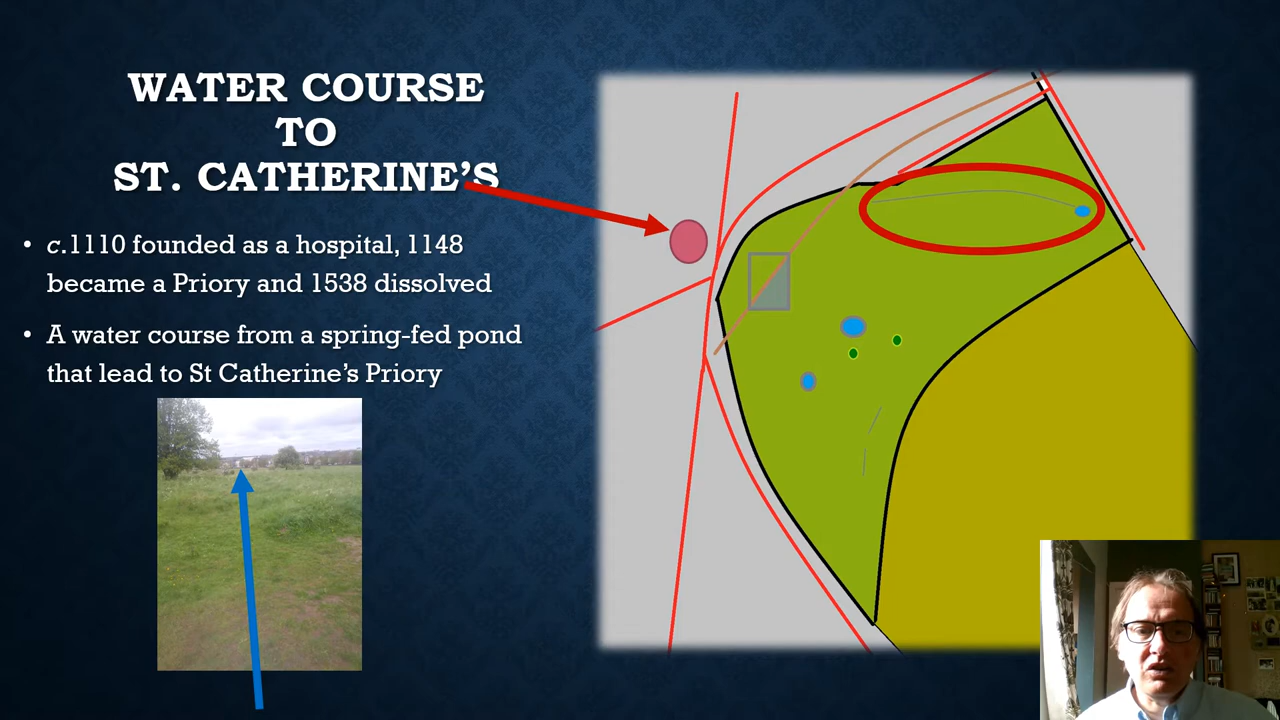 WATER COURSE
TO
ST. CATHERINE'S
• c.1110 founded as a hospital, 1148
became a Priory and 1538 dissolved
• A water course from a spring-fed pond
that lead to St Catherine's Priory